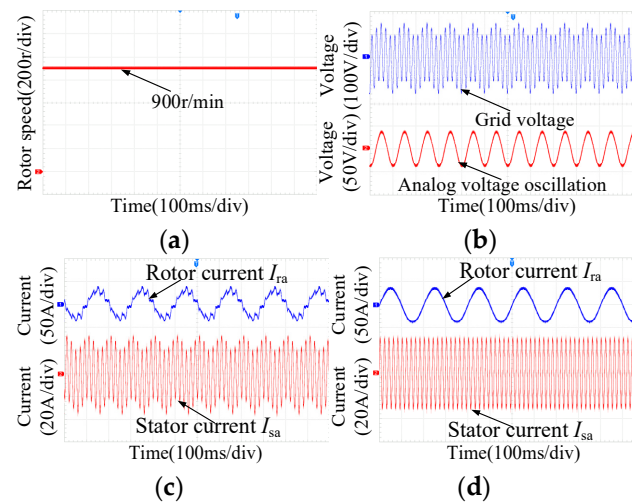 Rotor speed(200r/div)
900r/min
Time(100ms/div)
(a)
Voltage
(100V/div)
Grid voltage
Voltage
(50V/div)
Analog voltage oscillation
Time(100ms/div)
(b)
Current
(50A/div)
Rotor current Ira
Current
(20A/div)
Stator current Isa
Time(100ms/div)
(c)
Current
(50A/div)
Rotor current Ira
Current
(20A/div)
Stator current Isa
Time(100ms/div)
(d)